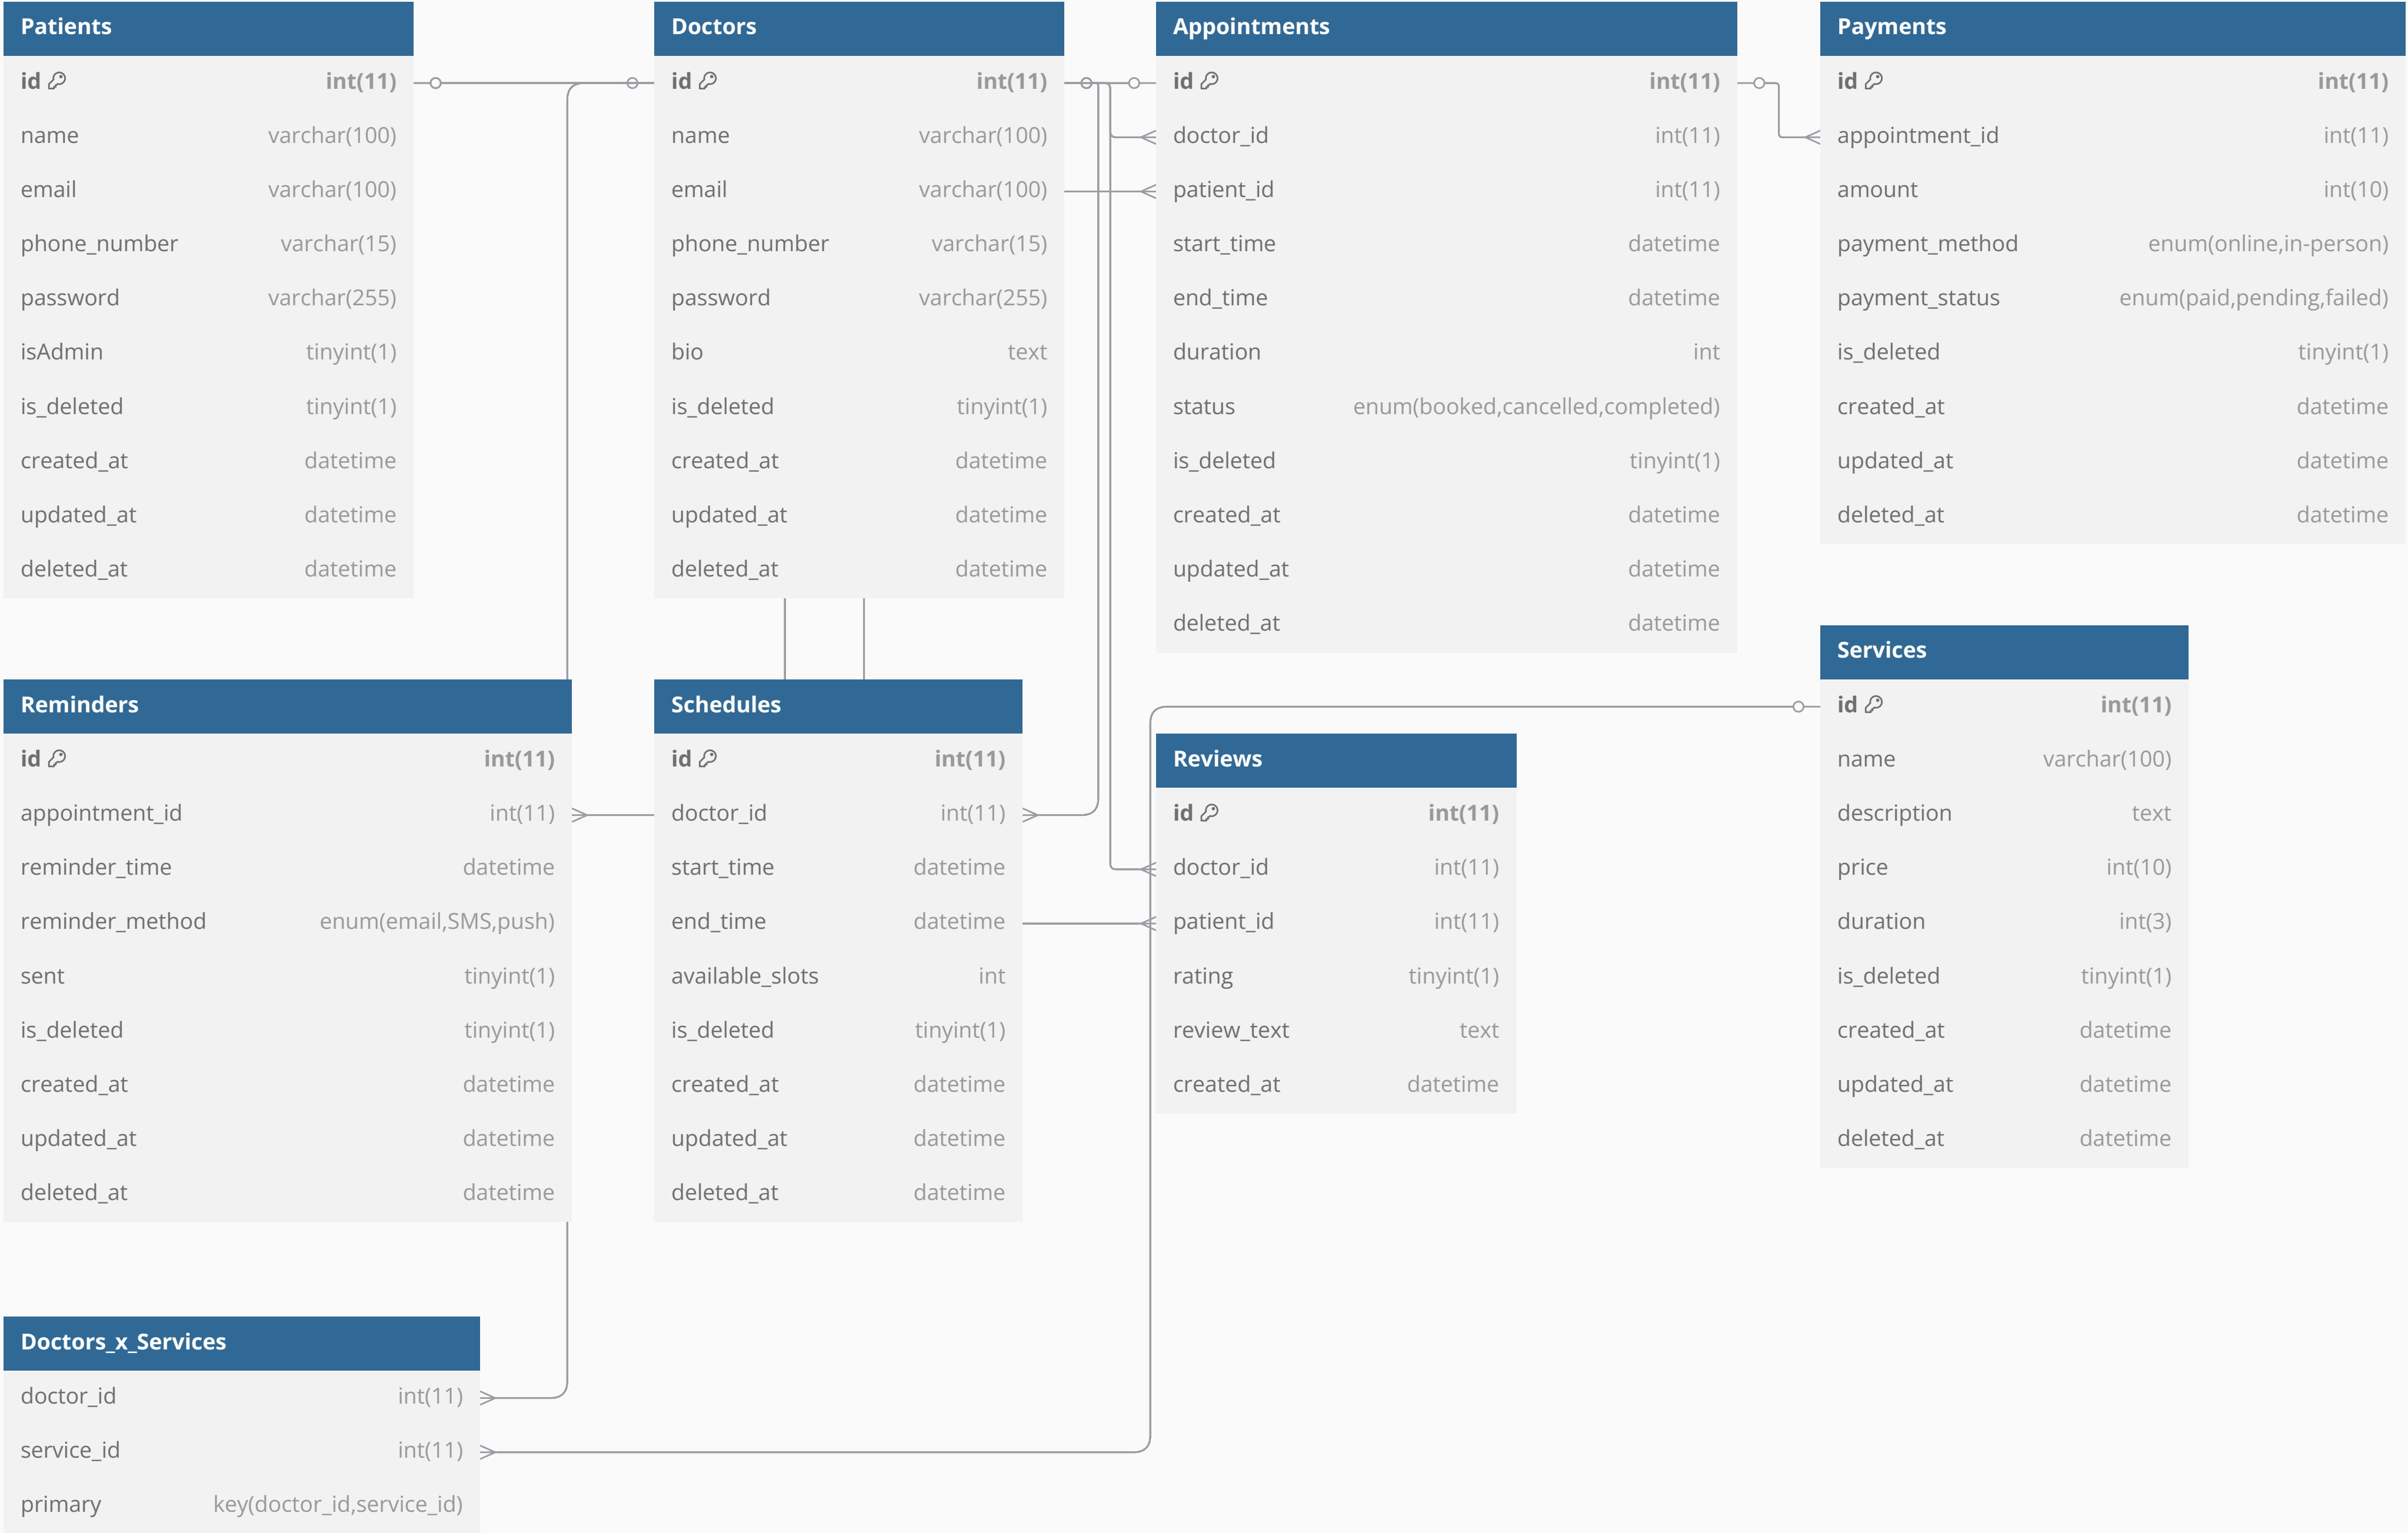 Patients
id int(11)
name varchar(100)
email varchar(100)
phone_number varchar(15)
password varchar(255)
isAdmin tinyint(1)
is_deleted tinyint(1)
created_at datetime
updated_at datetime
deleted_at datetime
Doctors
id int(11)
name varchar(100)
email varchar(100)
phone_number varchar(15)
password varchar(255)
bio text
is_deleted tinyint(1)
created_at datetime
updated_at datetime
deleted_at datetime
Appointments
id int(11)
doctor_id int(11)
patient_id int(11)
start_time datetime
end_time datetime
duration int
status enum(booked,cancelled,completed)
is_deleted tinyint(1)
created_at datetime
updated_at datetime
deleted_at datetime
Payments
id int(11)
appointment_id int(11)
amount int(10)
payment_method enum(online,in-person)
payment_status enum(paid,pending,failed)
is_deleted tinyint(1)
created_at datetime
updated_at datetime
deleted_at datetime
Reminders
id int(11)
appointment_id int(11)
reminder_time datetime
reminder_method enum(email,SMS,push)
sent tinyint(1)
is_deleted tinyint(1)
created_at datetime
updated_at datetime
deleted_at datetime
Schedules
id int(11)
doctor_id int(11)
start_time datetime
end_time datetime
available_slots int
is_deleted tinyint(1)
created_at datetime
updated_at datetime
deleted_at datetime
Reviews
id int(11)
doctor_id int(11)
patient_id int(11)
rating tinyint(1)
review_text text
created_at datetime
Services
id int(11)
name varchar(100)
description text
price int(10)
duration int(3)
is_deleted tinyint(1)
created_at datetime
updated_at datetime
deleted_at datetime
Doctors_x_Services
doctor_id int(11)
service_id int(11)
primary key(doctor_id,service_id)